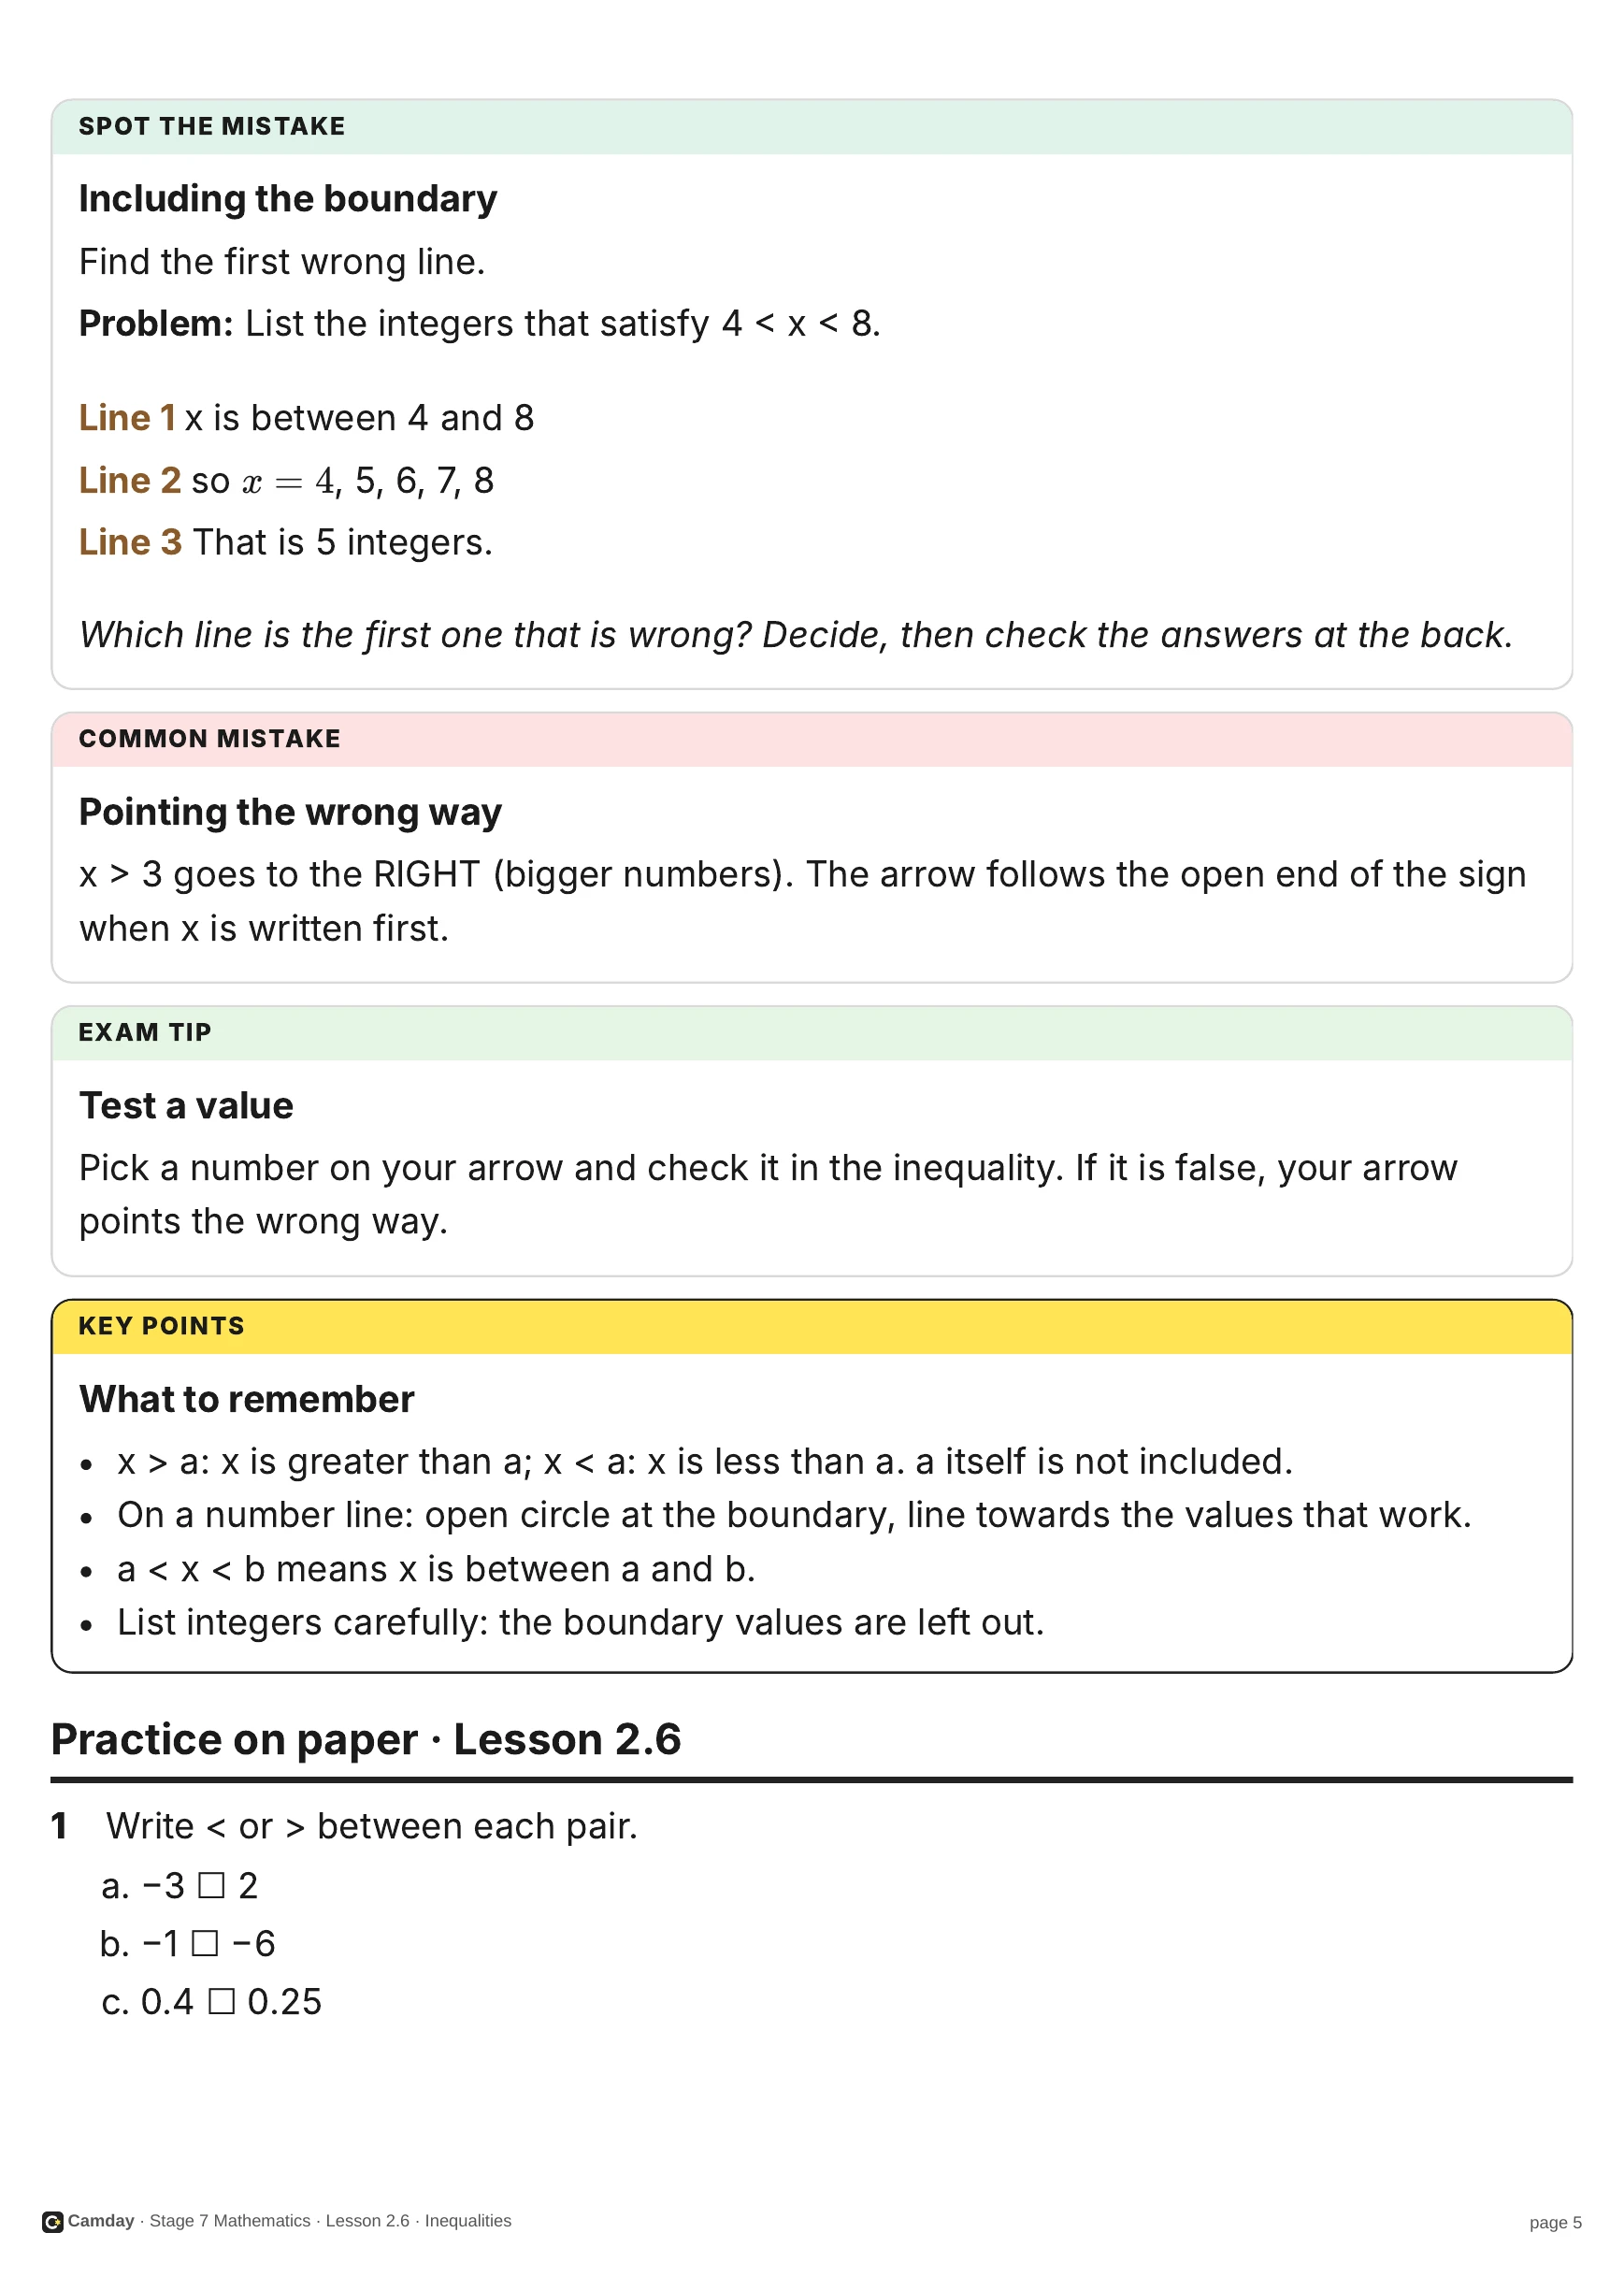 SPOT THE MISTAKE
Including the boundary
Find the first wrong line.
Problem: List the integers that satisfy 4 < x < 8.
Line 1 x is between 4 and 8
Line 2 so x = 4, 5, 6, 7, 8
Line 3 That is 5 integers.
Which line is the first one that is wrong? Decide, then check the answers at the back.
COMMON MISTAKE
Pointing the wrong way
x > 3 goes to the RIGHT (bigger numbers). The arrow follows the open end of the sign
when x is written first.
EXAM TIP
Test a value
Pick a number on your arrow and check it in the inequality. If it is false, your arrow
points the wrong way.
KEY POINTS
What to remember
• x > a: x is greater than a; x < a: x is less than a. a itself is not included.
• On a number line: open circle at the boundary, line towards the values that work.
• a < x < b means x is between a and b.
• List integers carefully: the boundary values are left out.
Practice on paper · Lesson 2.6
1 Write < or > between each pair.
a. −3 □ 2
b. −1 □ −6
c. 0.4 □ 0.25
Camday · Stage 7 Mathematics · Lesson 2.6 · Inequalities
page 5